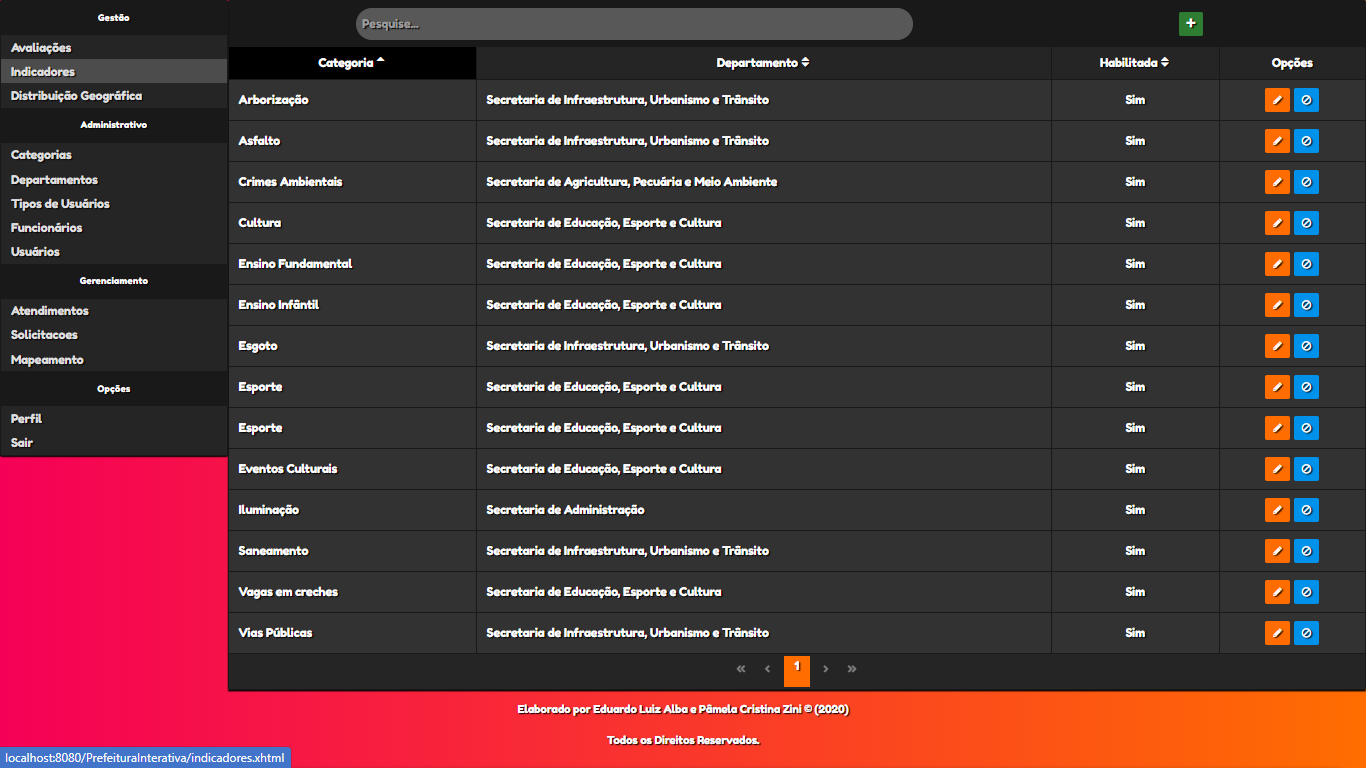 Gestão
Avaliações
Indicadores
Distribuição Geográfica
Administrativo
Categorias
Departamentos
Tipos de Usuários
Funcionários
Usuários
Gerenciamento
Atendimentos
Solicitacoes
Mapeamento
Opções
Perfil
Sair
Pesquise...
Categoria Departamento Habilitada Opções
Arborização Secretaria de Infraestrutura, Urbanismo e Trânsito Sim
Asfalto Secretaria de Infraestrutura, Urbanismo e Trânsito Sim
Crimes Ambientais Secretaria de Agricultura, Pecuária e Meio Ambiente Sim
Cultura Secretaria de Educação, Esporte e Cultura Sim
Ensino Fundamental Secretaria de Educação, Esporte e Cultura Sim
Ensino Infântil Secretaria de Educação, Esporte e Cultura Sim
Esgoto Secretaria de Infraestrutura, Urbanismo e Trânsito Sim
Esporte Secretaria de Educação, Esporte e Cultura Sim
Esporte Secretaria de Educação, Esporte e Cultura Sim
Eventos Culturais Secretaria de Educação, Esporte e Cultura Sim
Iluminação Secretaria de Administração Sim
Saneamento Secretaria de Infraestrutura, Urbanismo e Trânsito Sim
Vagas em creches Secretaria de Educação, Esporte e Cultura Sim
Vias Públicas Secretaria de Infraestrutura, Urbanismo e Trânsito Sim
1
Elaborado por Eduardo Luiz Alba e Pâmela Cristina Zini © (2020)
Todos os Direitos Reservados.
localhost:8080/PrefeituraInterativa/indicadores.xhtml